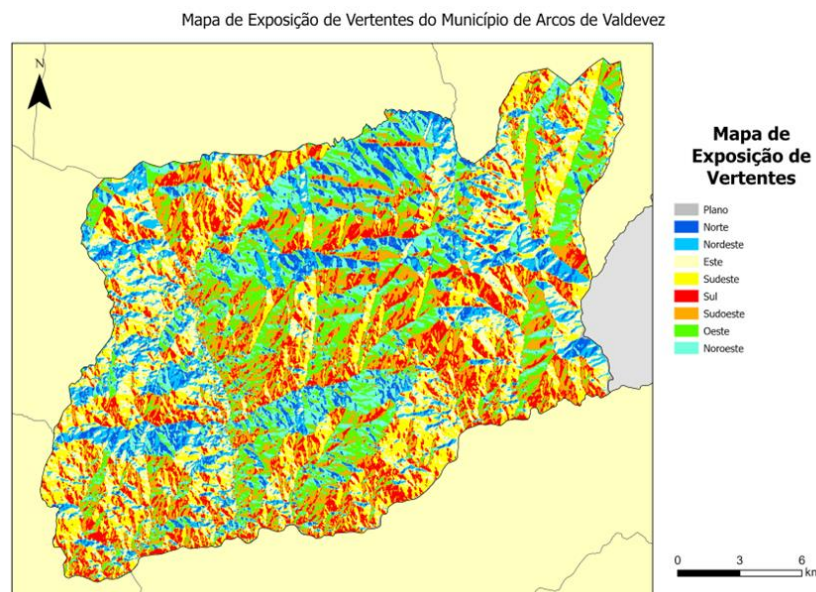 Mapa de Exposição de Vertentes do Município de Arcos de Valdevez
N
Mapa de
Exposição de
Vertentes
Plano
Norte
Nordeste
Este
Sudeste
Sul
Sudoeste
Oeste
Noroeste
0 3 6
km